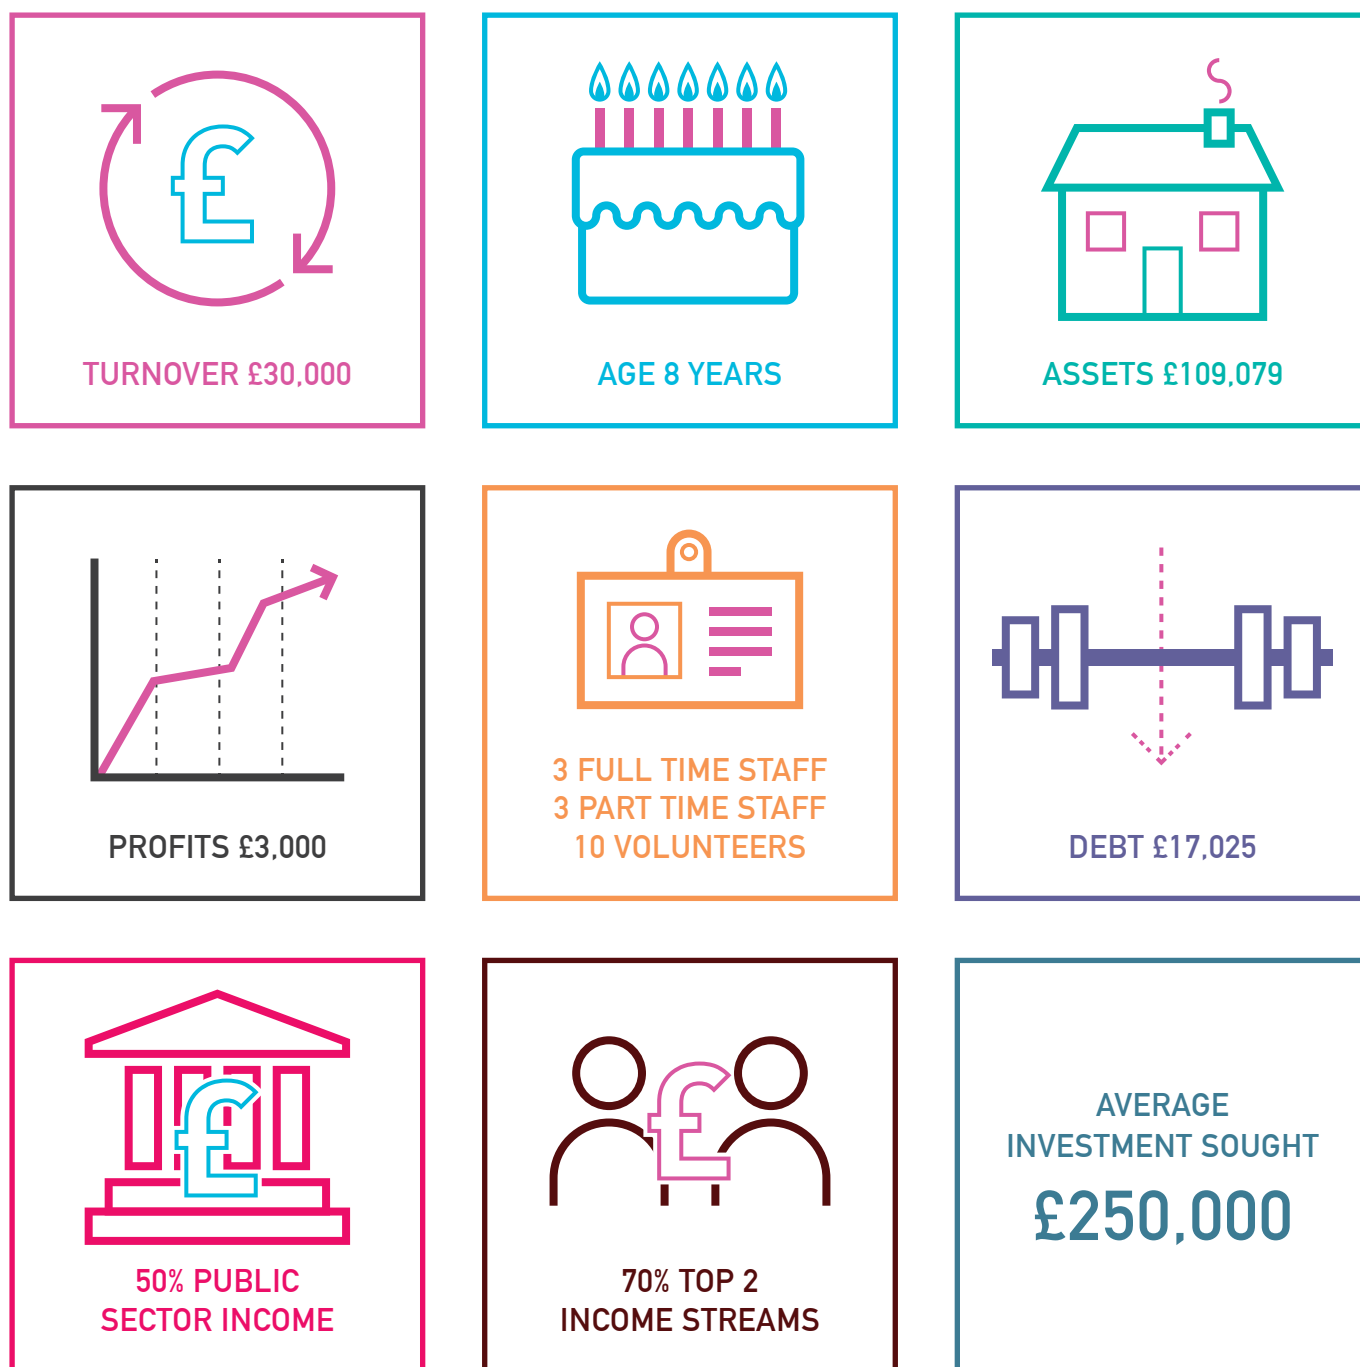 TURNOVER £30,000
AGE 8 YEARS
ASSETS £109,079
PROFITS £3,000
3 FULL TIME STAFF
3 PART TIME STAFF
10 VOLUNTEERS
DEBT £17,025
50% PUBLIC
SECTOR INCOME
70% TOP 2
INCOME STREAMS
AVERAGE
INVESTMENT SOUGHT
£250,000